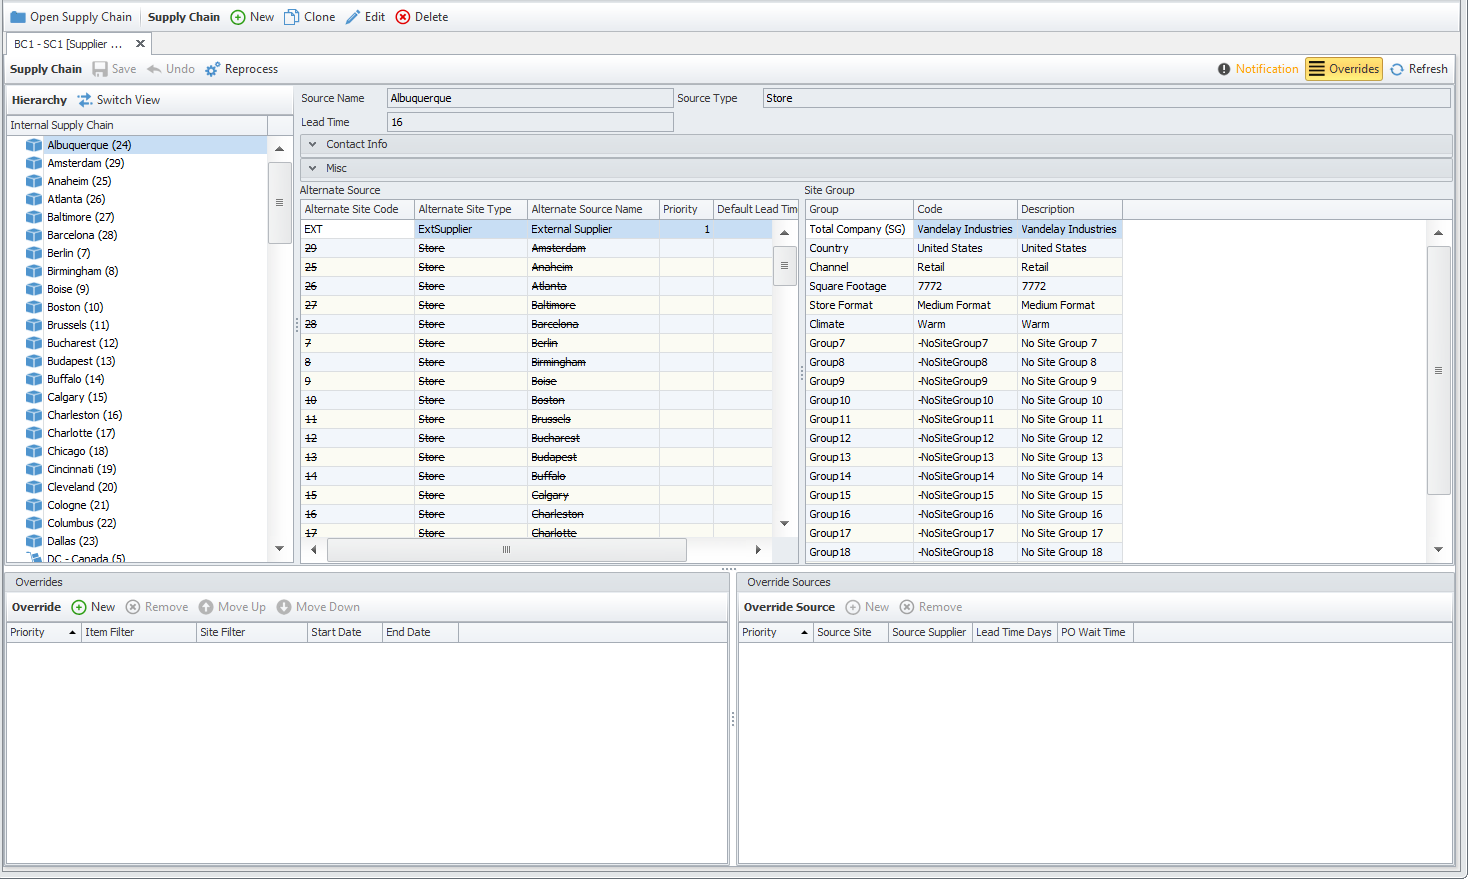 Open Supply Chain Supply Chain New Clone Edit Delete
BC1 - SC1 [Supplier ...
Supply Chain Save Undo Reprocess Notification Overrides Refresh
Hierarchy Switch View
Internal Supply Chain
Albuquerque (24)
Amsterdam (29)
Anaheim (25)
Atlanta (26)
Baltimore (27)
Barcelona (28)
Berlin (7)
Birmingham (8)
Boise (9)
Boston (10)
Brussels (11)
Bucharest (12)
Budapest (13)
Buffalo (14)
Calgary (15)
Charleston (16)
Charlotte (17)
Chicago (18)
Cincinnati (19)
Cleveland (20)
Cologne (21)
Columbus (22)
Dallas (23)
DC - Canada (5)
Source Name Albuquerque Source Type Store
Lead Time 16
Contact Info
Misc
Alternate Source
Alternate Site Code Alternate Site Type Alternate Source Name Priority Default Lead Tim
EXT ExtSupplier External Supplier 1
29 Store Amsterdam
25 Store Anaheim
26 Store Atlanta
27 Store Baltimore
28 Store Barcelona
7 Store Berlin
8 Store Birmingham
9 Store Boise
10 Store Boston
11 Store Brussels
12 Store Bucharest
13 Store Budapest
14 Store Buffalo
15 Store Calgary
16 Store Charleston
17 Store Charlotte
Site Group
Group Code Description
Total Company (SG) Vandelay Industries Vandelay Industries
Country United States United States
Channel Retail Retail
Square Footage 7772 7772
Store Format Medium Format Medium Format
Climate Warm Warm
Group7 -NoSiteGroup7 No Site Group 7
Group8 -NoSiteGroup8 No Site Group 8
Group9 -NoSiteGroup9 No Site Group 9
Group10 -NoSiteGroup10 No Site Group 10
Group11 -NoSiteGroup11 No Site Group 11
Group12 -NoSiteGroup12 No Site Group 12
Group13 -NoSiteGroup13 No Site Group 13
Group14 -NoSiteGroup14 No Site Group 14
Group15 -NoSiteGroup15 No Site Group 15
Group16 -NoSiteGroup16 No Site Group 16
Group17 -NoSiteGroup17 No Site Group 17
Group18 -NoSiteGroup18 No Site Group 18
Overrides
Override New Remove Move Up Move Down
Priority Item Filter Site Filter Start Date End Date
Override Sources
Override Source New Remove
Priority Source Site Source Supplier Lead Time Days PO Wait Time